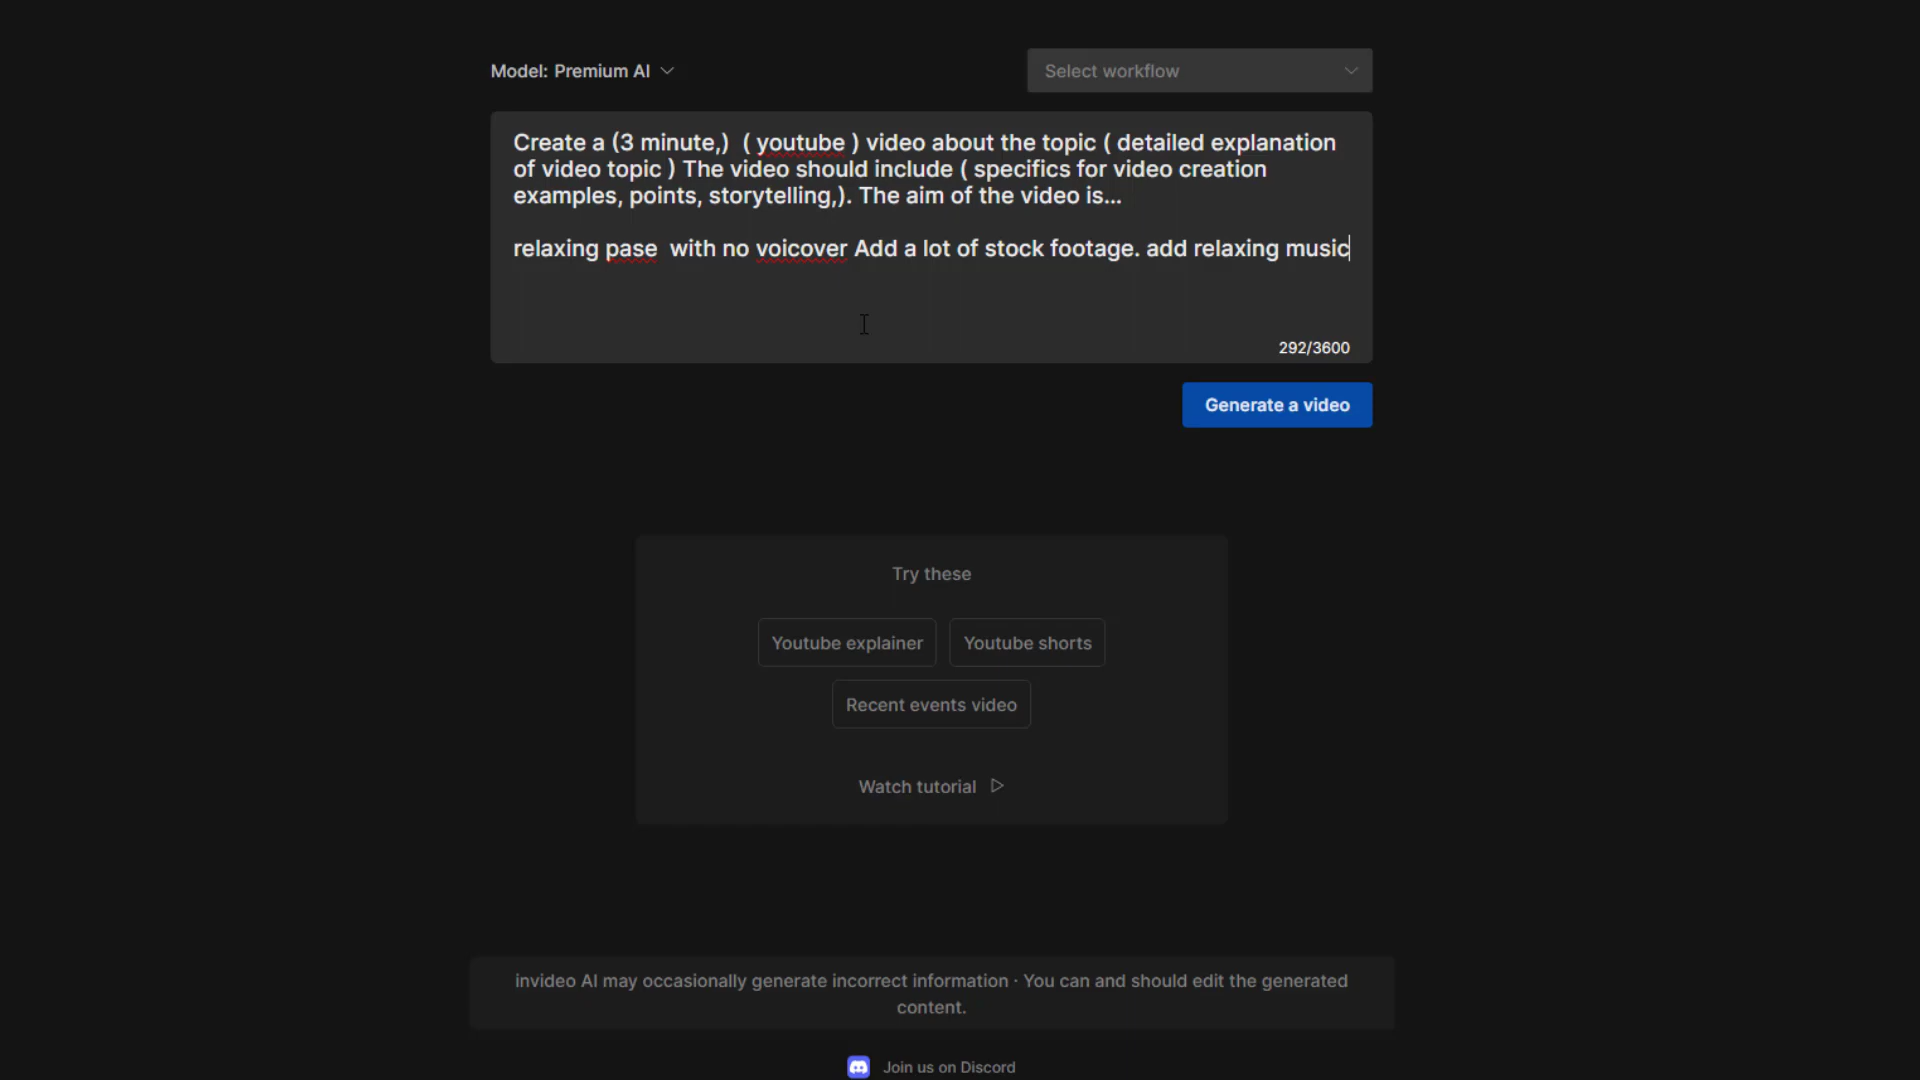 Model: Premium AI
Select workflow
Create a (3 minute,)  ( youtube ) video about the topic ( detailed explanation
of video topic ) The video should include ( specifics for video creation
examples, points, storytelling,). The aim of the video is...
relaxing pase  with no voicover Add a lot of stock footage. add relaxing music
292/3600
Generate a video
Try these
Youtube explainer
Youtube shorts
Recent events video
Watch tutorial
invideo AI may occasionally generate incorrect information · You can and should edit the generated
content.
Join us on Discord